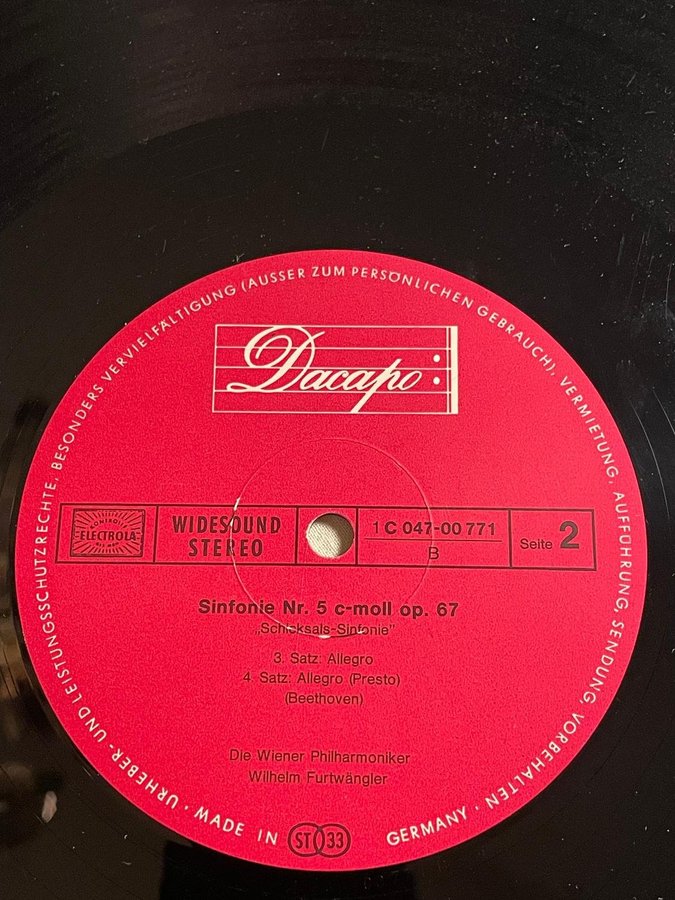 URHEBER- UND LEISTUNGSSCHUTZRECHTE, BESONDERS VERVIELFÄLTIGUNG (AUSSER ZUM PERSÖNLICHEN GEBRAUCH), VERMIETUNG, AUFFÜHRUNG, SENDUNG, VORBEHALTEN · MADE IN GERMANY ·
Dacapo
ELECTROLA
WIDESOUND
STEREO
1 C 047-00 771
B
Seite 2
Sinfonie Nr. 5 c-moll op. 67
„Schicksals-Sinfonie"
3. Satz: Allegro
4. Satz: Allegro (Presto)
(Beethoven)
Die Wiener Philharmoniker
Wilhelm Furtwängler
ST 33